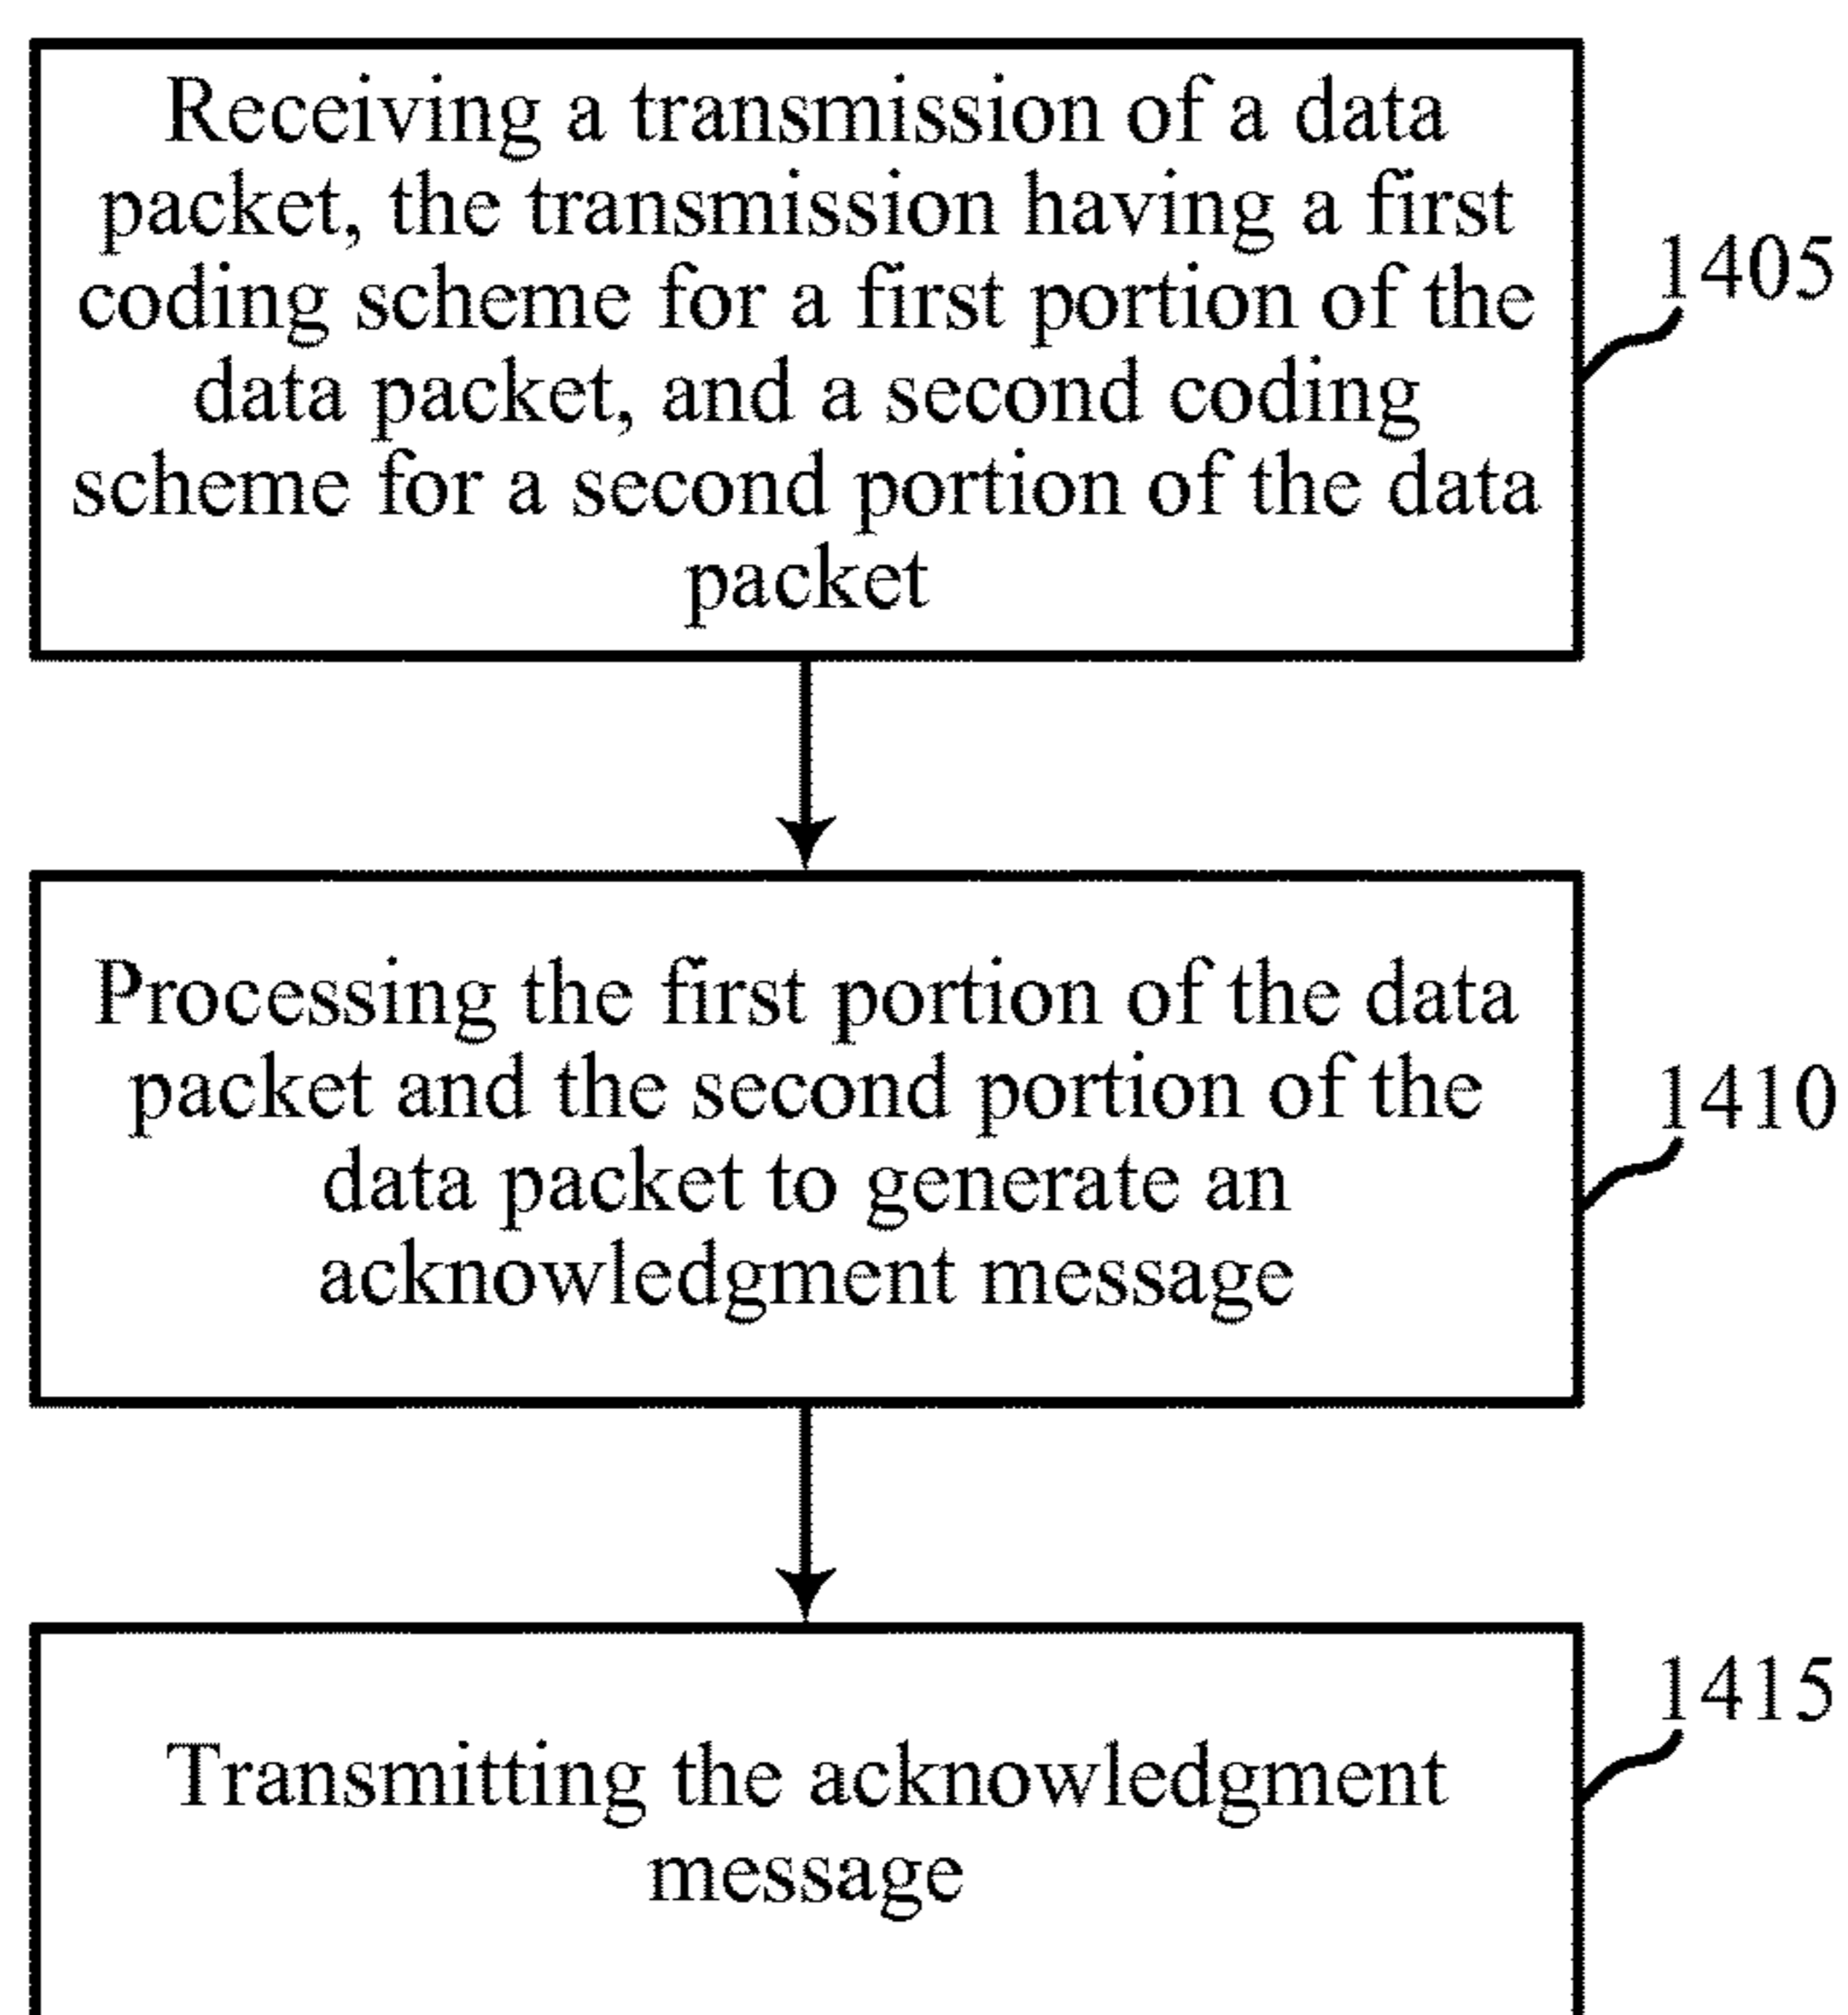 Receiving a transmission of a data
packet, the transmission having a first
coding scheme for a first portion of the
data packet, and a second coding
scheme for a second portion of the data
packet
1405
Processing the first portion of the data
packet and the second portion of the
data packet to generate an
acknowledgment message
1410
Transmitting the acknowledgment
message
1415